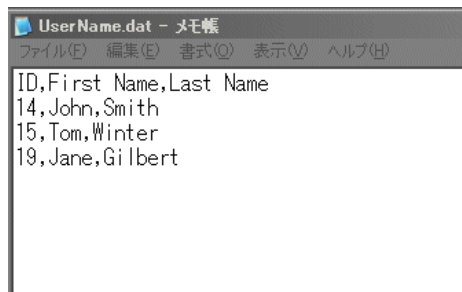 UserName.dat - メモ帳
ファイル(F) 編集(E) 書式(O) 表示(V) ヘルプ(H)
ID,First Name,Last Name
14,John,Smith
15,Tom,Winter
19,Jane,Gilbert